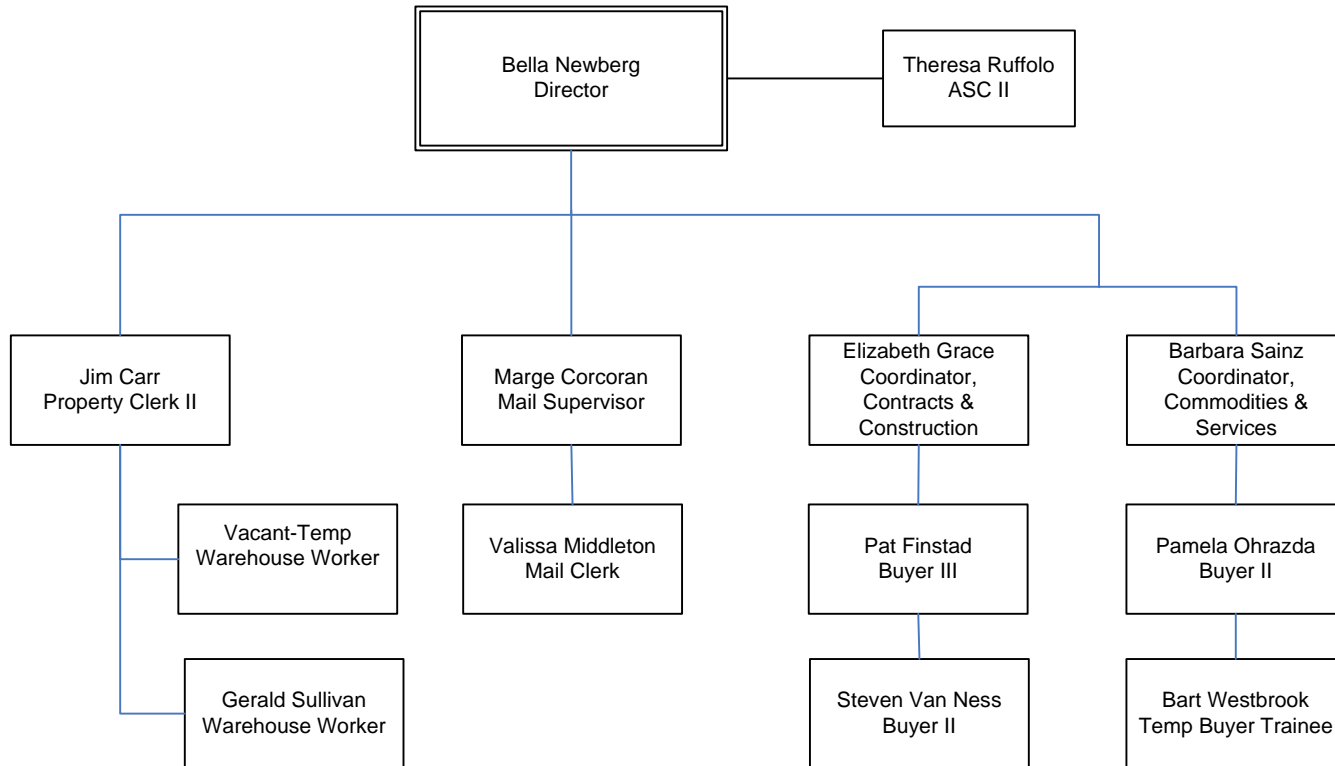 Bella Newberg
Director
Theresa Ruffolo
ASC II
Jim Carr
Property Clerk II
Marge Corcoran
Mail Supervisor
Elizabeth Grace
Coordinator,
Contracts &
Construction
Barbara Sainz
Coordinator,
Commodities &
Services
Vacant-Temp
Warehouse Worker
Valissa Middleton
Mail Clerk
Pat Finstad
Buyer III
Pamela Ohrazda
Buyer II
Gerald Sullivan
Warehouse Worker
Steven Van Ness
Buyer II
Bart Westbrook
Temp Buyer Trainee